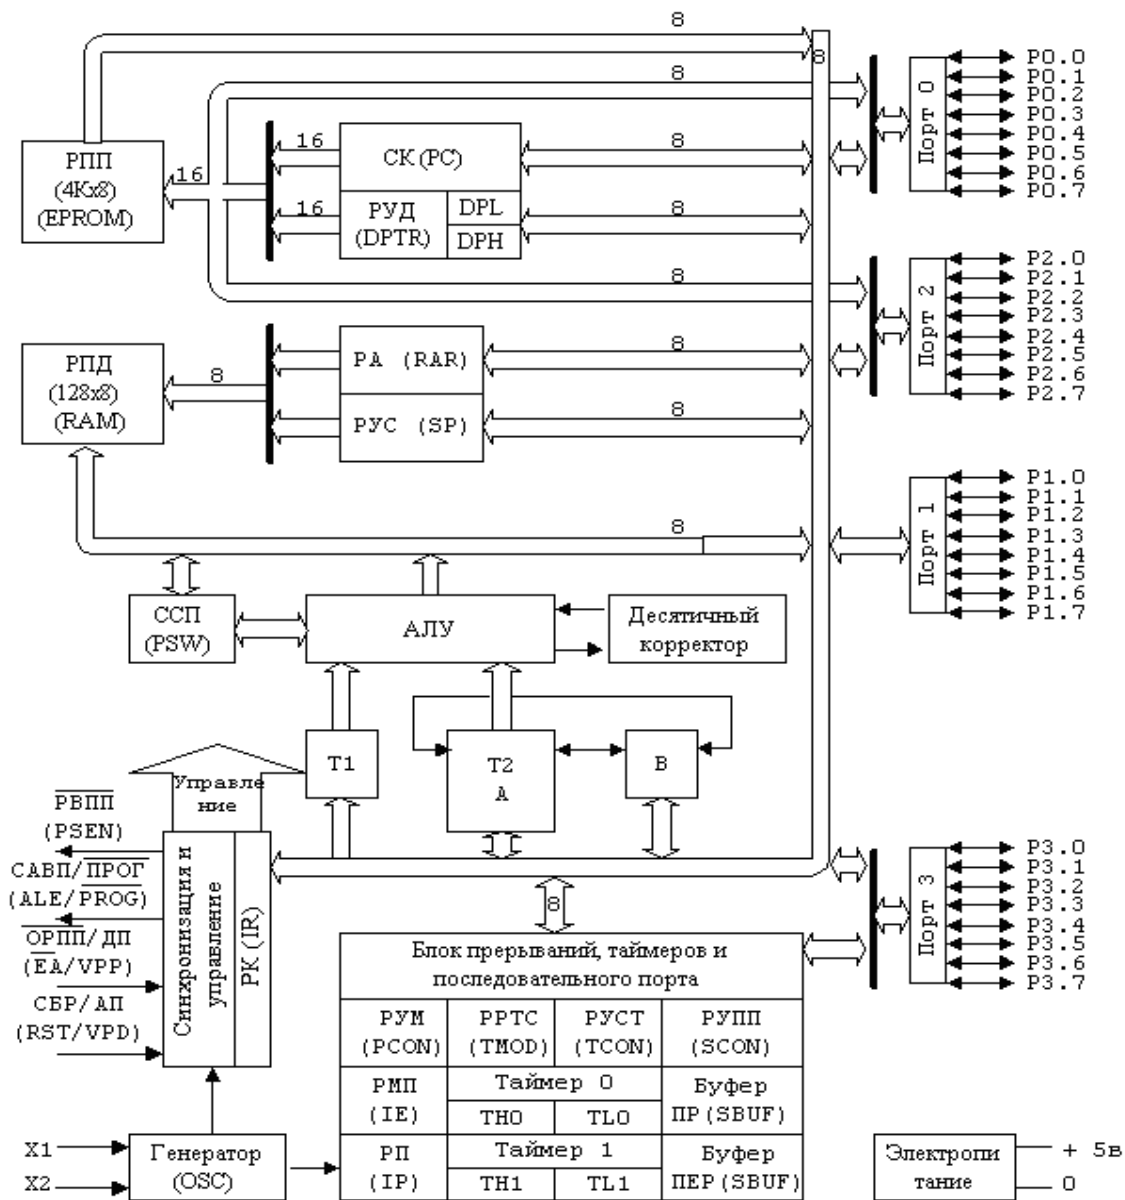 8
8
8
P0.0
P0.1
P0.2
P0.3
P0.4
P0.5
P0.6
P0.7
Порт 0
РПП
(4Kx8)
(EPROM)
16
16
СК (PC)
8
16
РУД
(DPTR)
DPL
DPH
8
8
P2.0
P2.1
P2.2
P2.3
P2.4
P2.5
P2.6
P2.7
Порт 2
РПД
(128x8)
(RAM)
8
РА (RAR)
8
РУС (SP)
8
P1.0
P1.1
P1.2
P1.3
P1.4
P1.5
P1.6
P1.7
Порт 1
8
ССП
(PSW)
АЛУ
Десятичный
корректор
T1
T2
A
B
Управле
ние
РВПП
(PSEN)
САВП/ПРОГ
(ALE/PROG)
ОРПП/ДП
(EA/VPP)
СБР/АП
(RST/VPD)
Синхронизация и
управление
РК (IR)
8
P3.0
P3.1
P3.2
P3.3
P3.4
P3.5
P3.6
P3.7
Порт 3
Блок прерываний, таймеров и
последовательного порта
РУМ
(PCON)
РРТС
(TMOD)
РУСТ
(TCON)
РУПП
(SCON)
РМП
(IE)
Таймер 0
TH0
TL0
Буфер
ПР (SBUF)
РП
(IP)
Таймер 1
TH1
TL1
Буфер
ПЕР (SBUF)
X1
X2
Генератор
(OSC)
Электропи
тание
+ 5в
0